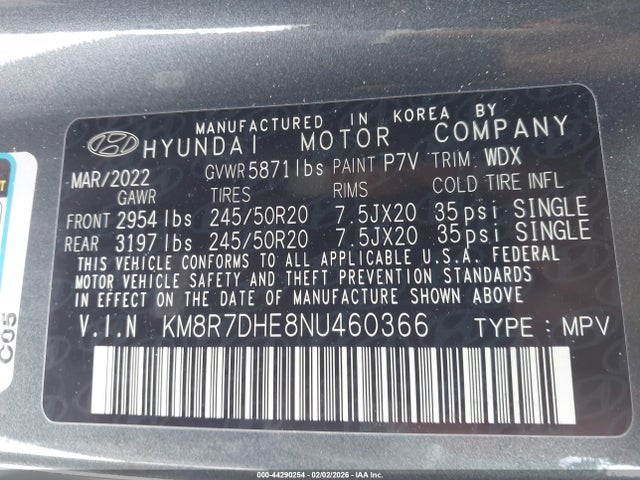 MANUFACTURED IN KOREA BY
HYUNDAI MOTOR COMPANY
MAR/2022 GVWR 5871lbs PAINT P7V TRIM: WDX
GAWR TIRES RIMS COLD TIRE INFL
FRONT 2954 lbs 245/50R20 7.5JX20 35psi SINGLE
REAR 3197 lbs 245/50R20 7.5JX20 35psi SINGLE
THIS VEHICLE CONFORMS TO ALL APPLICABLE U.S.A. FEDERAL
MOTOR VEHICLE SAFETY AND THEFT PREVENTION STANDARDS
IN EFFECT ON THE DATE OF MANUFACTURE SHOWN ABOVE.
V.I.N KM8R7DHE8NU460366 TYPE : MPV
C05
000-44290254 - 02/02/2026 - IAA Inc.